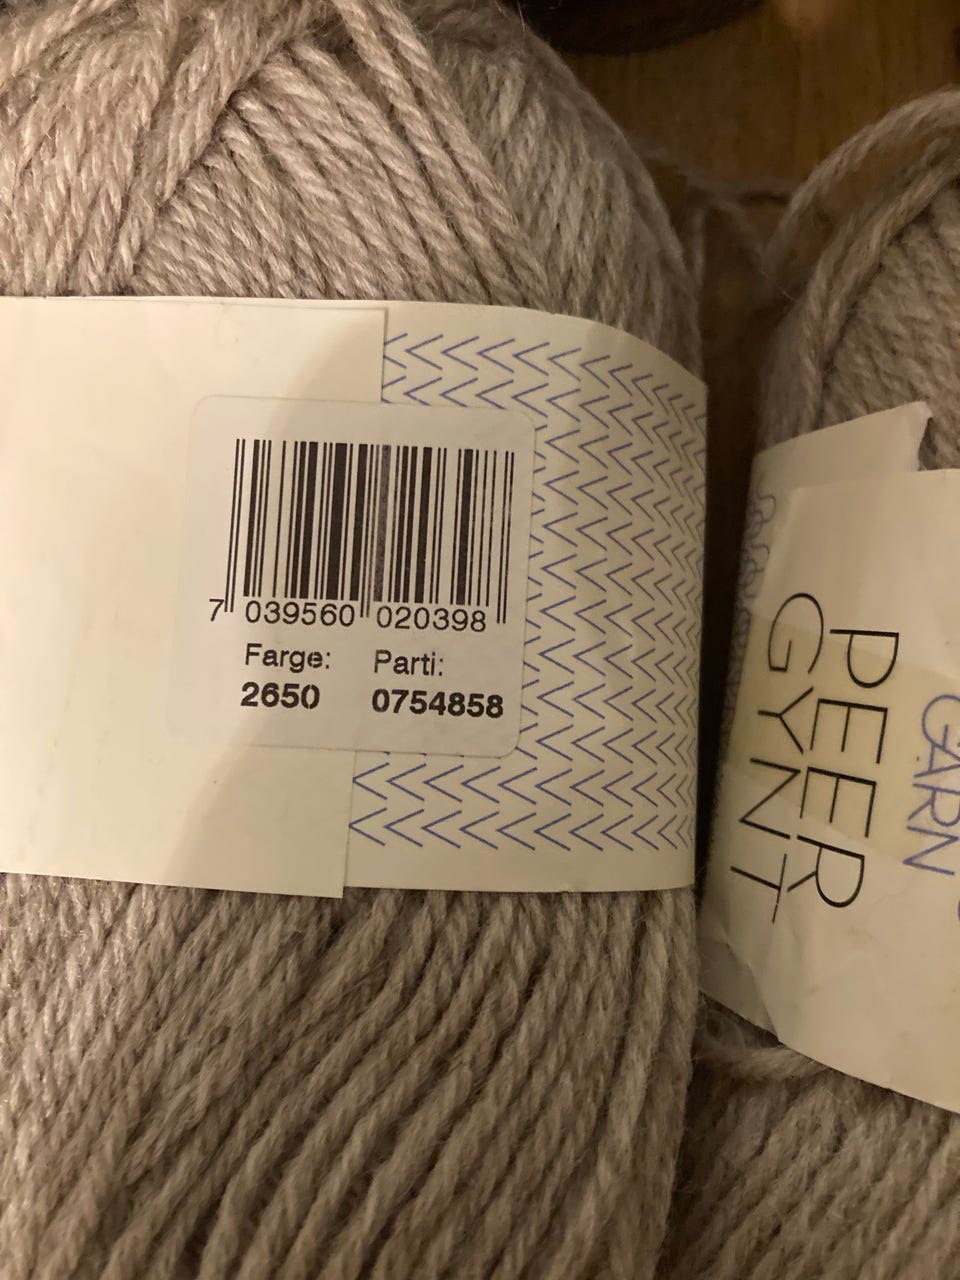 7 039560 020398
Farge: Parti:
2650 0754858
PEER
GYNT
GARN